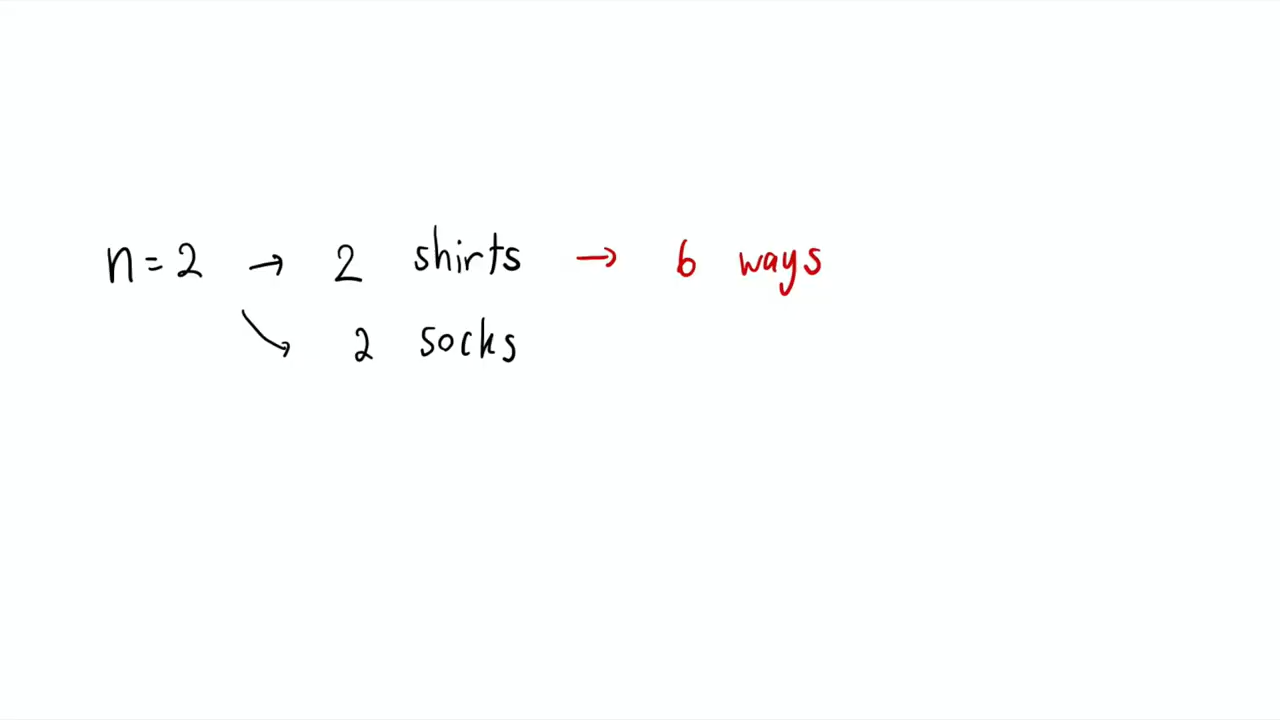 n=2 → 2 shirts → 6 ways
↘ 2 socks